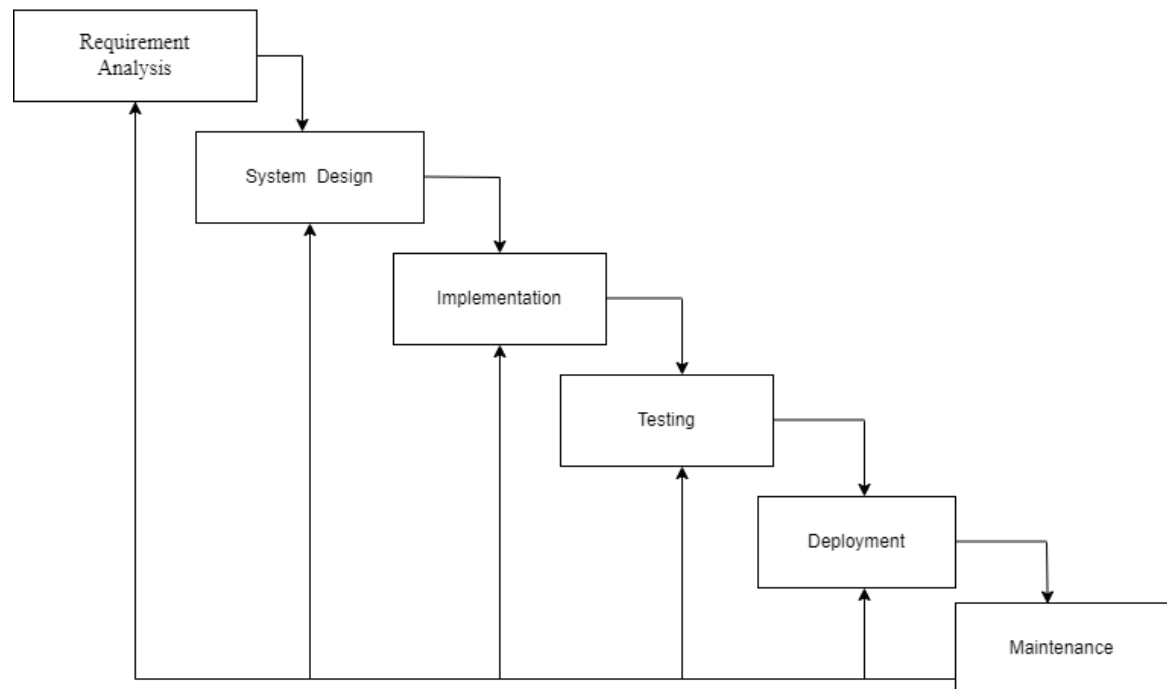 Requirement
Analysis
System Design
Implementation
Testing
Deployment
Maintenance